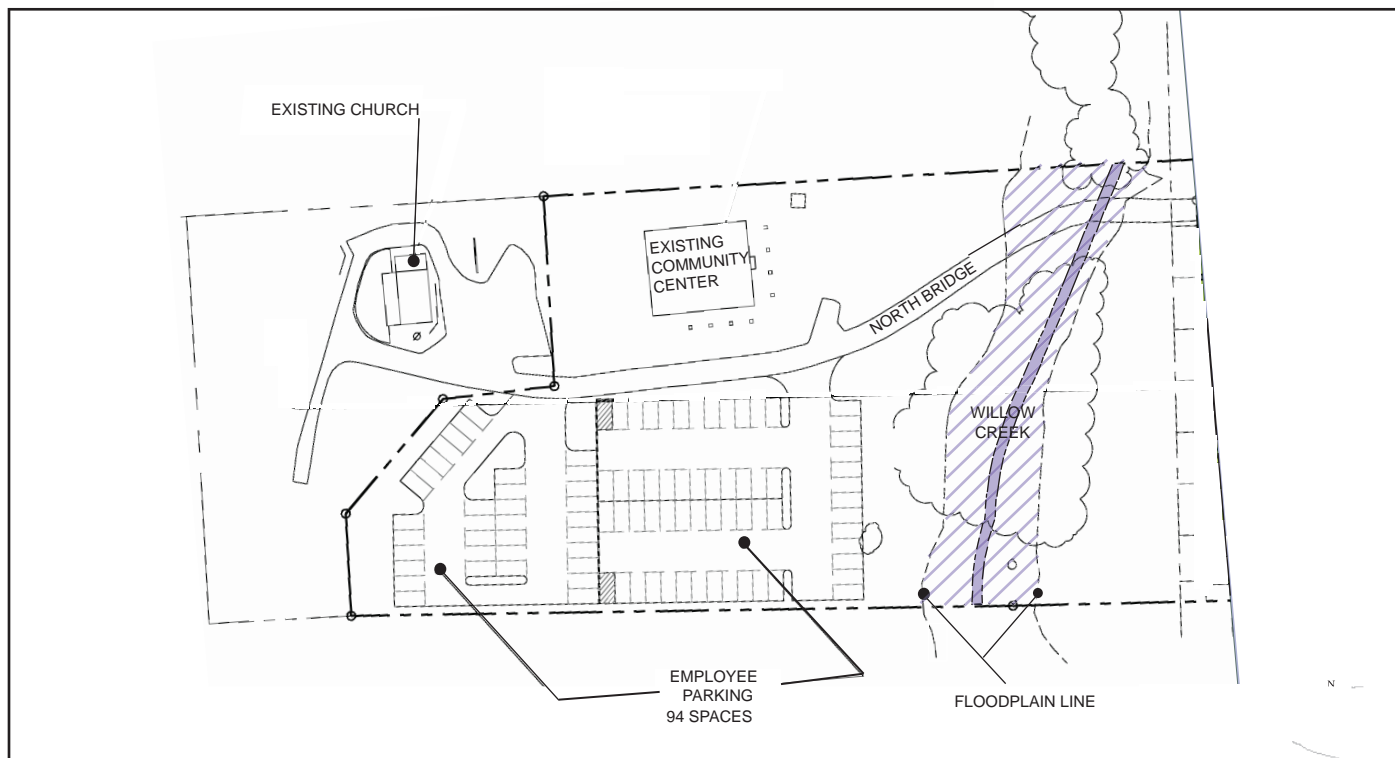 EXISTING CHURCH
EXISTING
COMMUNITY
CENTER
NORTH BRIDGE
WILLOW
CREEK
EMPLOYEE
PARKING
94 SPACES
FLOODPLAIN LINE
N